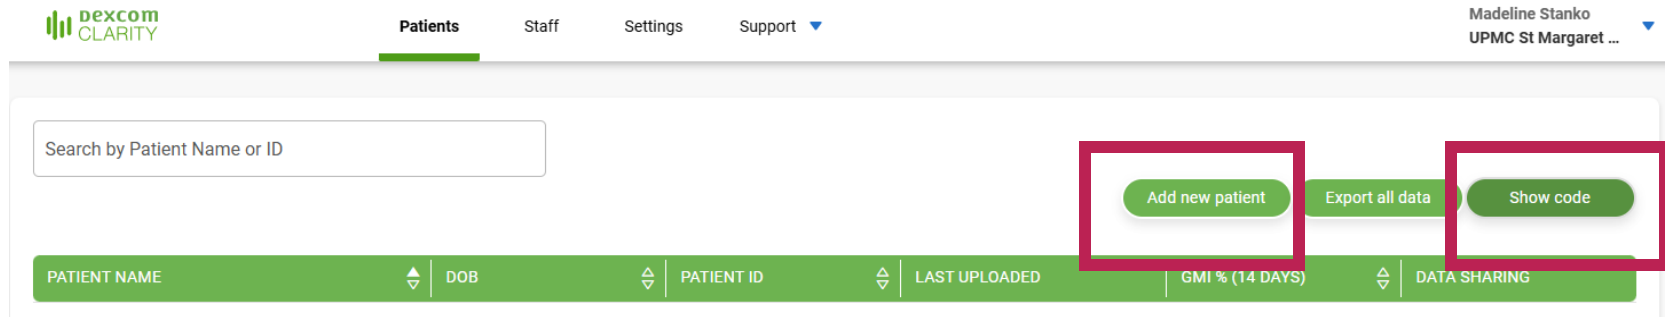 Dexcom
CLARITY
Patients
Staff
Settings
Support
Madeline Stanko
UPMC St Margaret ...
Search by Patient Name or ID
Add new patient
Export all data
Show code
PATIENT NAME
DOB
PATIENT ID
LAST UPLOADED
GMI % (14 DAYS)
DATA SHARING